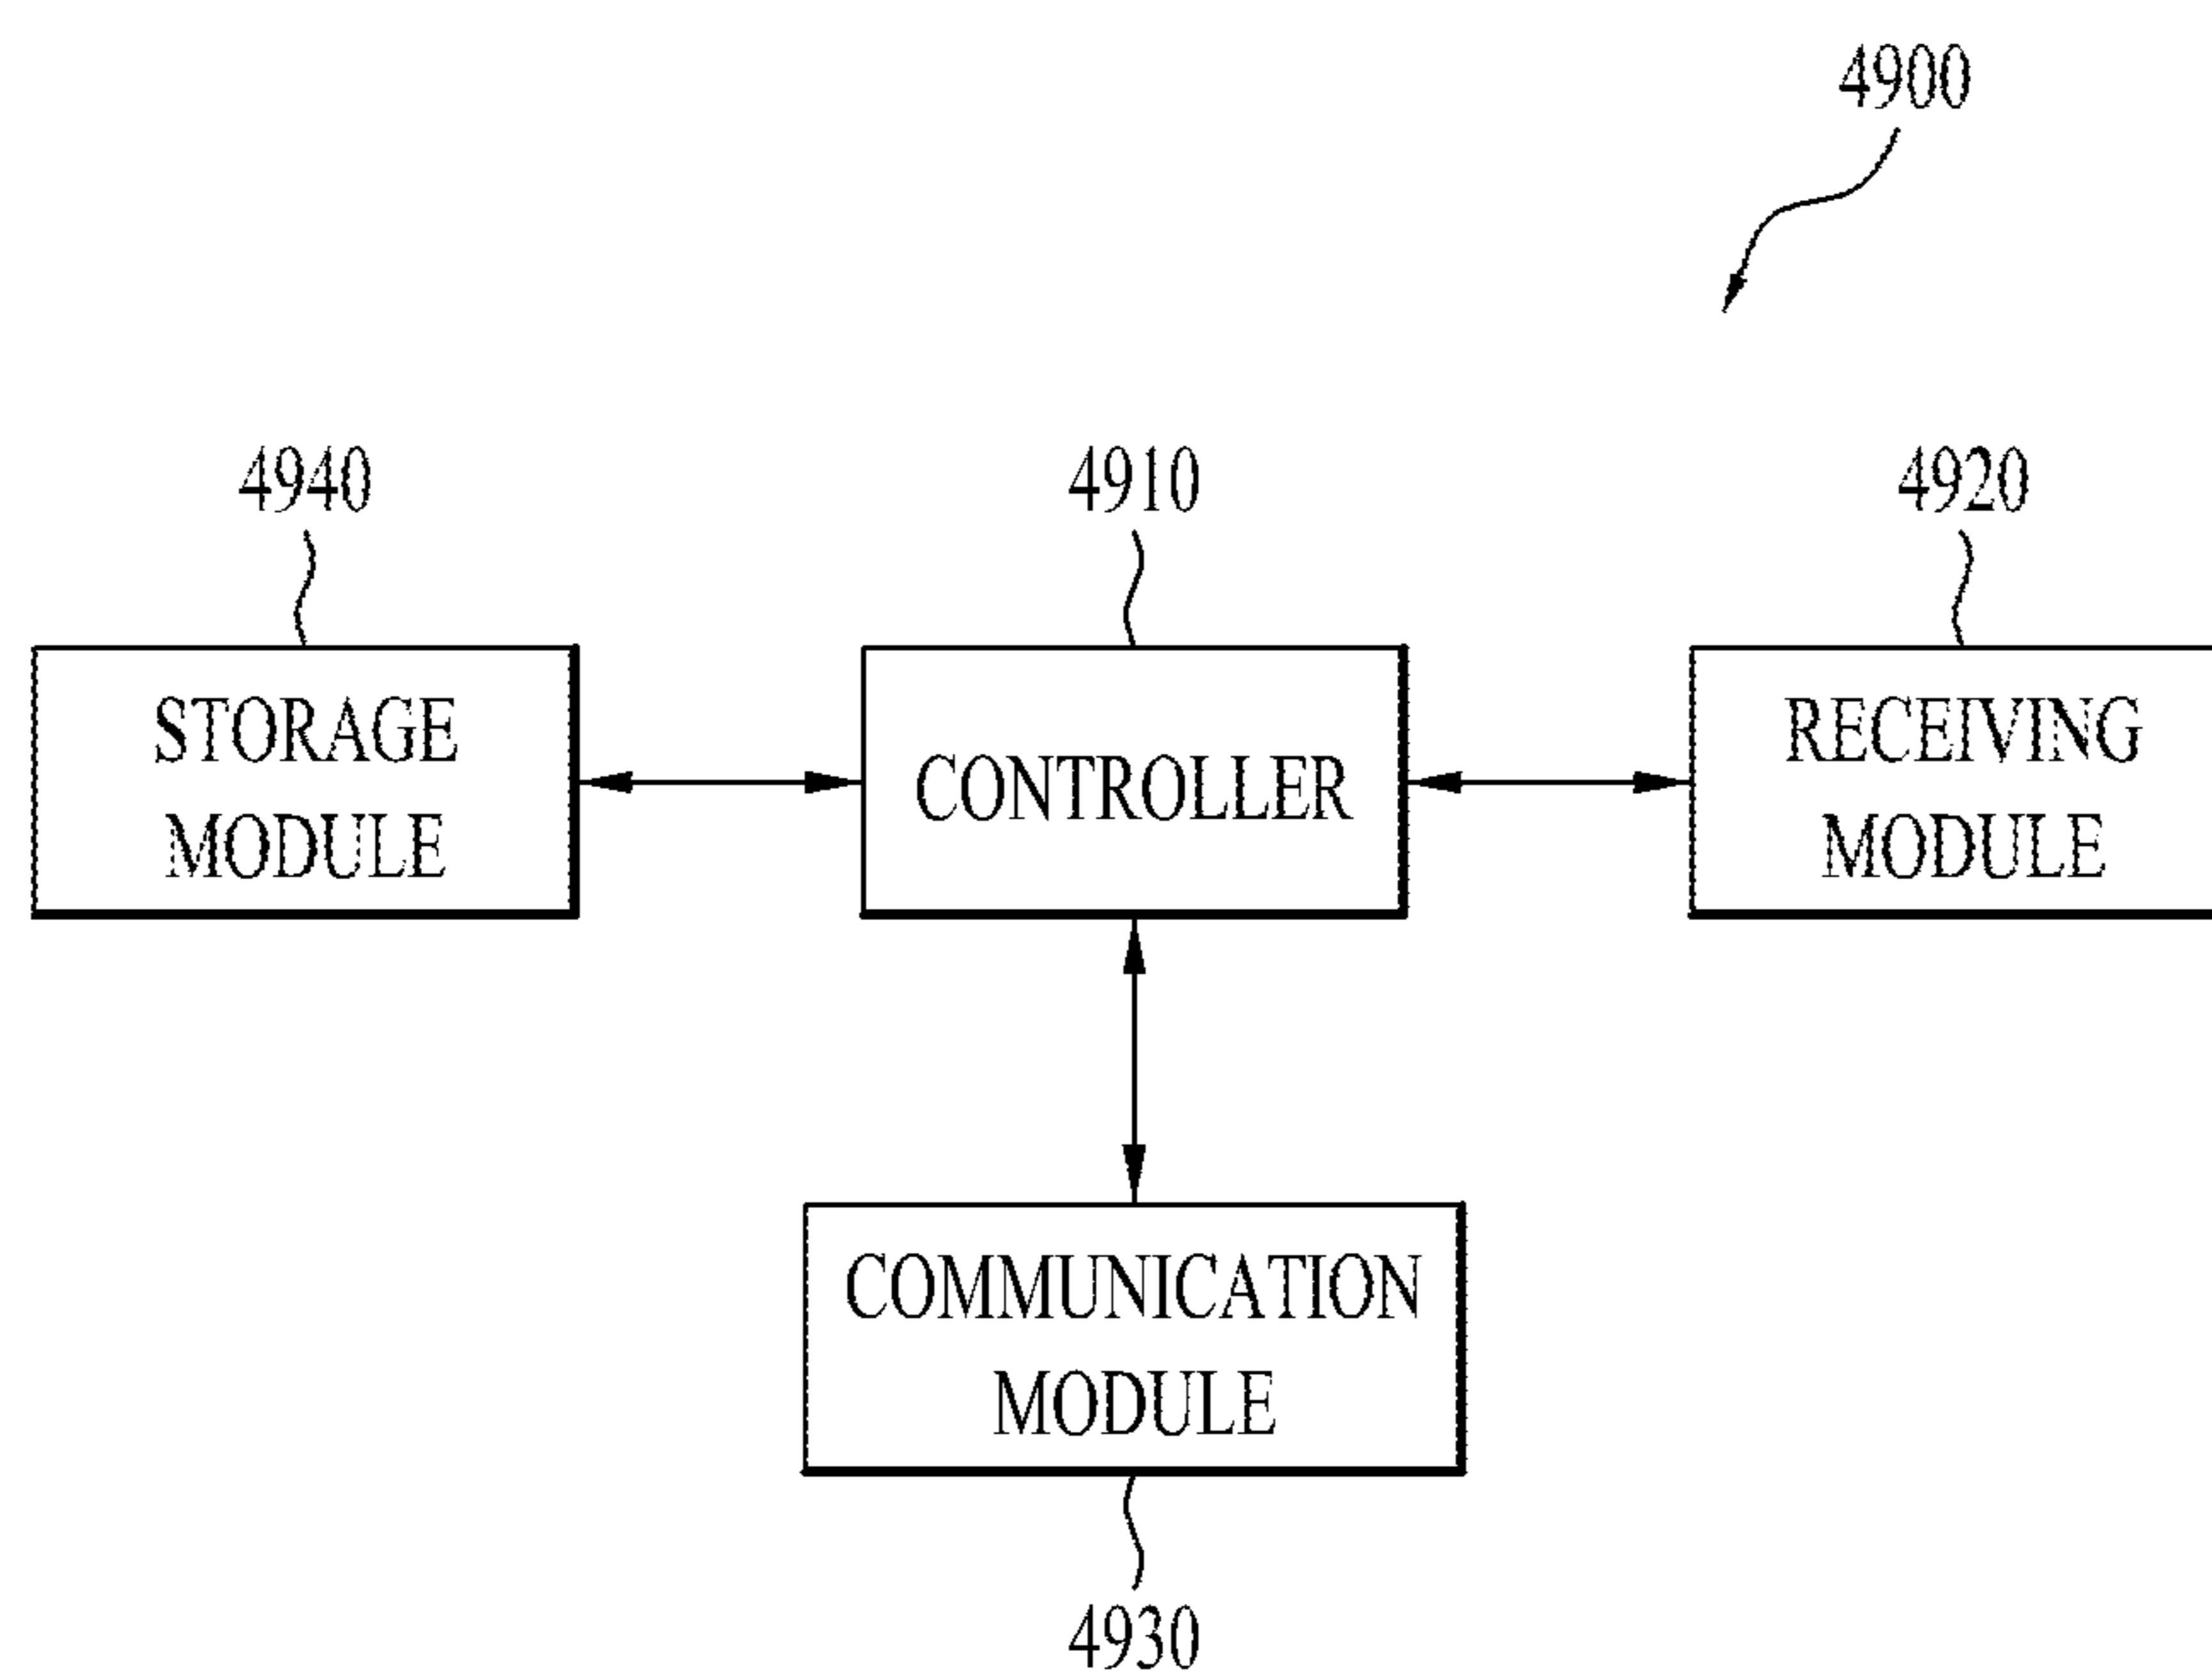 4900
4940
4910
4920
STORAGE
MODULE
CONTROLLER
RECEIVING
MODULE
COMMUNICATION
MODULE
4930